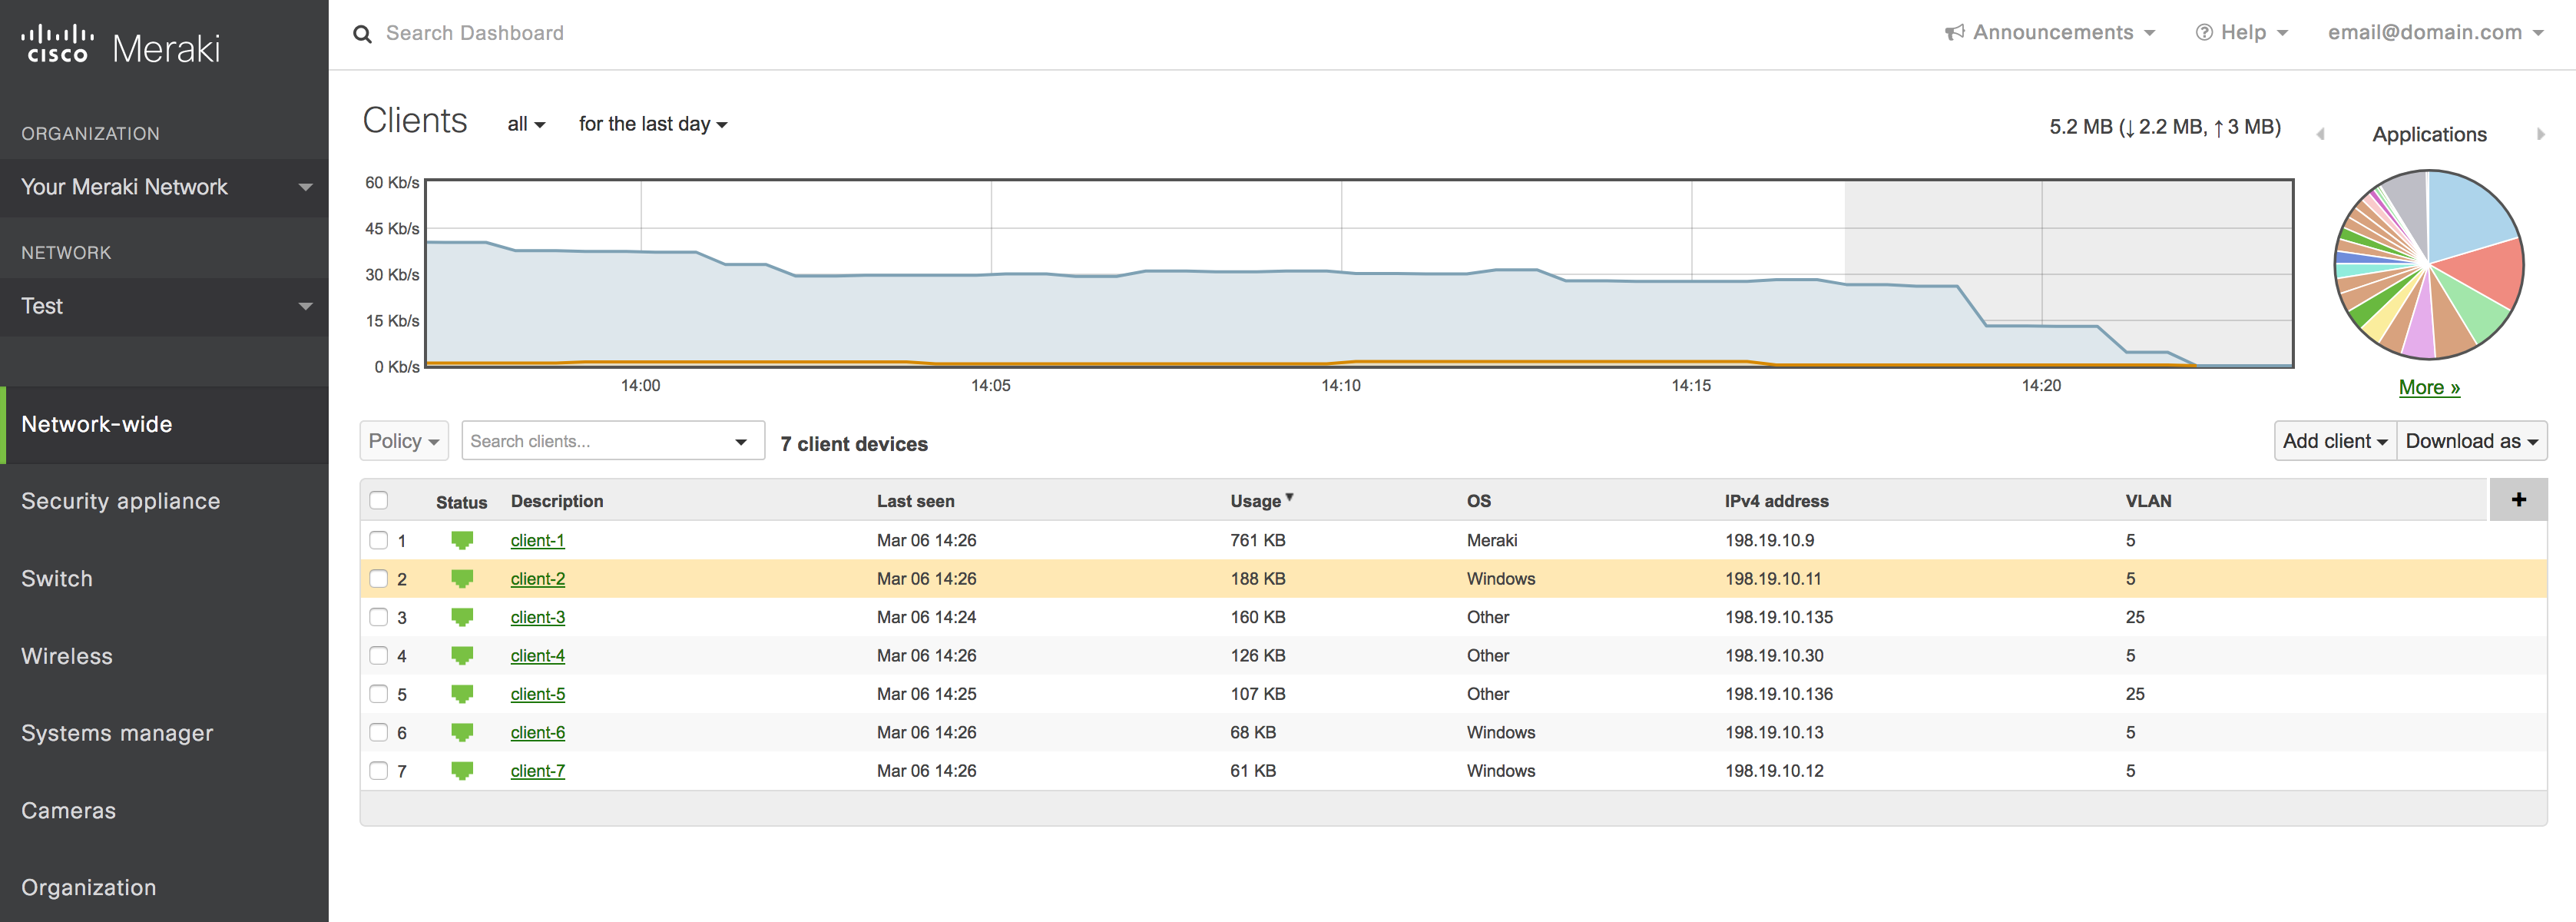 cisco Meraki
Search Dashboard
Announcements
Help
email@domain.com
ORGANIZATION
Your Meraki Network
NETWORK
Test
Network-wide
Security appliance
Switch
Wireless
Systems manager
Cameras
Organization
Clients all for the last day
5.2 MB (↓ 2.2 MB, ↑ 3 MB)
Applications
60 Kb/s
45 Kb/s
30 Kb/s
15 Kb/s
0 Kb/s
14:00 14:05 14:10 14:15 14:20
More »
Policy Search clients... 7 client devices Add client Download as
Status Description Last seen Usage ▼ OS IPv4 address VLAN +
1 client-1 Mar 06 14:26 761 KB Meraki 198.19.10.9 5
2 client-2 Mar 06 14:26 188 KB Windows 198.19.10.11 5
3 client-3 Mar 06 14:24 160 KB Other 198.19.10.135 25
4 client-4 Mar 06 14:26 126 KB Other 198.19.10.30 5
5 client-5 Mar 06 14:25 107 KB Other 198.19.10.136 25
6 client-6 Mar 06 14:26 68 KB Windows 198.19.10.13 5
7 client-7 Mar 06 14:26 61 KB Windows 198.19.10.12 5